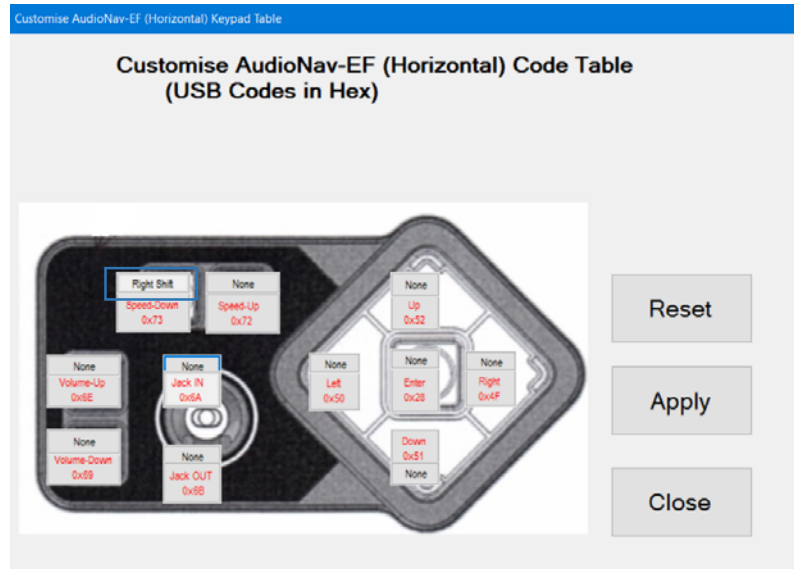 Customise AudioNav-EF (Horizontal) Keypad Table
Customise AudioNav-EF (Horizontal) Code Table
(USB Codes in Hex)
Right Shift
Speed-Down
0x73
None
Speed-Up
0x72
None
Up
0x52
None
Volume-Up
0x6E
None
Jack IN
0x6A
None
Left
0x50
None
Enter
0x28
None
Right
0x4F
None
Volume-Down
0x69
None
Jack OUT
0x6B
Down
0x51
None
Reset
Apply
Close